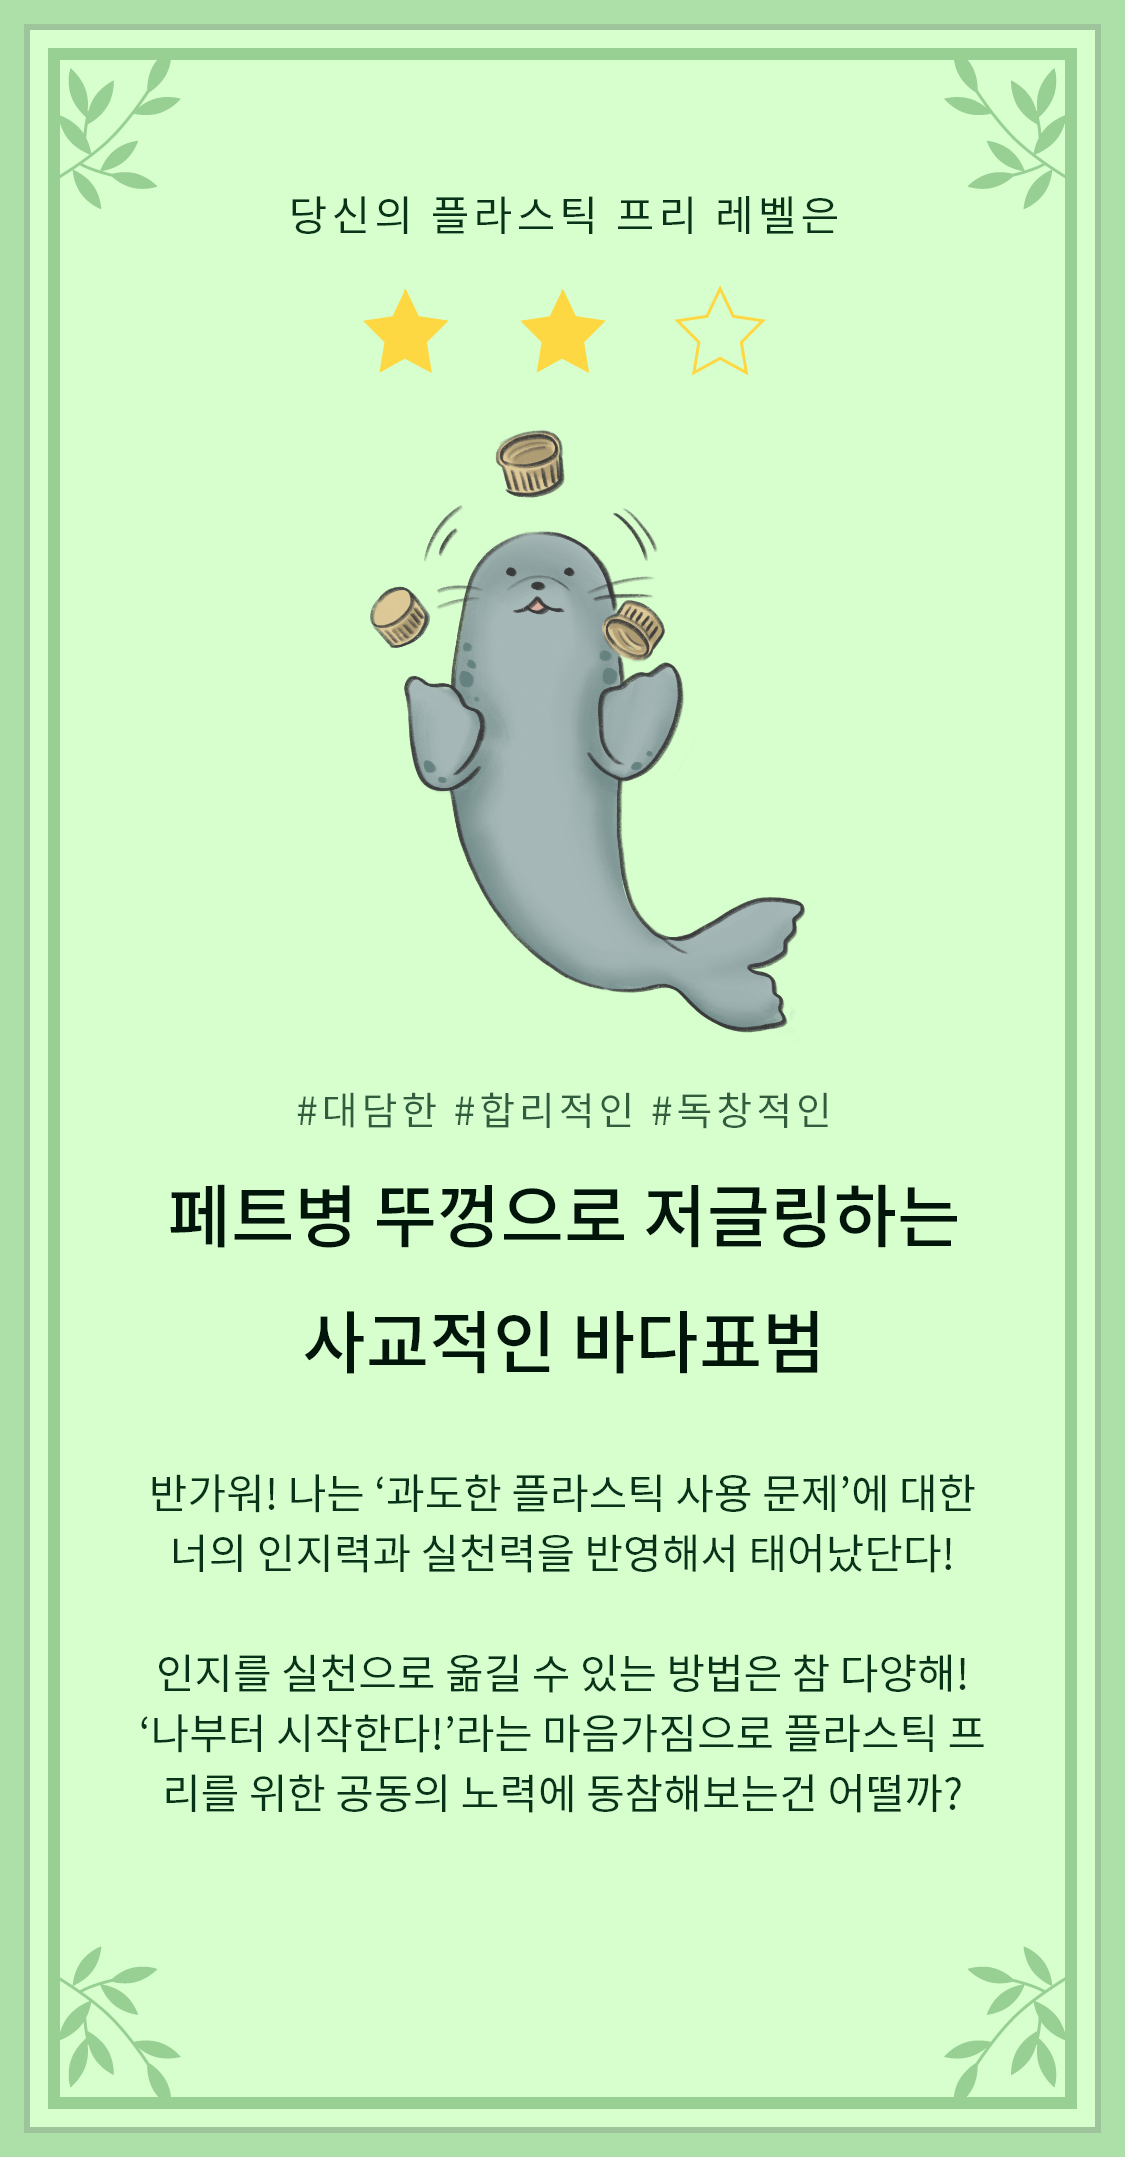 당신의 플라스틱 프리 레벨은
#대담한 #합리적인 #독창적인
페트병 뚜껑으로 저글링하는
사교적인 바다표범
반가워! 나는 ‘과도한 플라스틱 사용 문제’에 대한
너의 인지력과 실천력을 반영해서 태어났단다!
인지를 실천으로 옮길 수 있는 방법은 참 다양해!
‘나부터 시작한다!’라는 마음가짐으로 플라스틱 프
리를 위한 공동의 노력에 동참해보는건 어떨까?